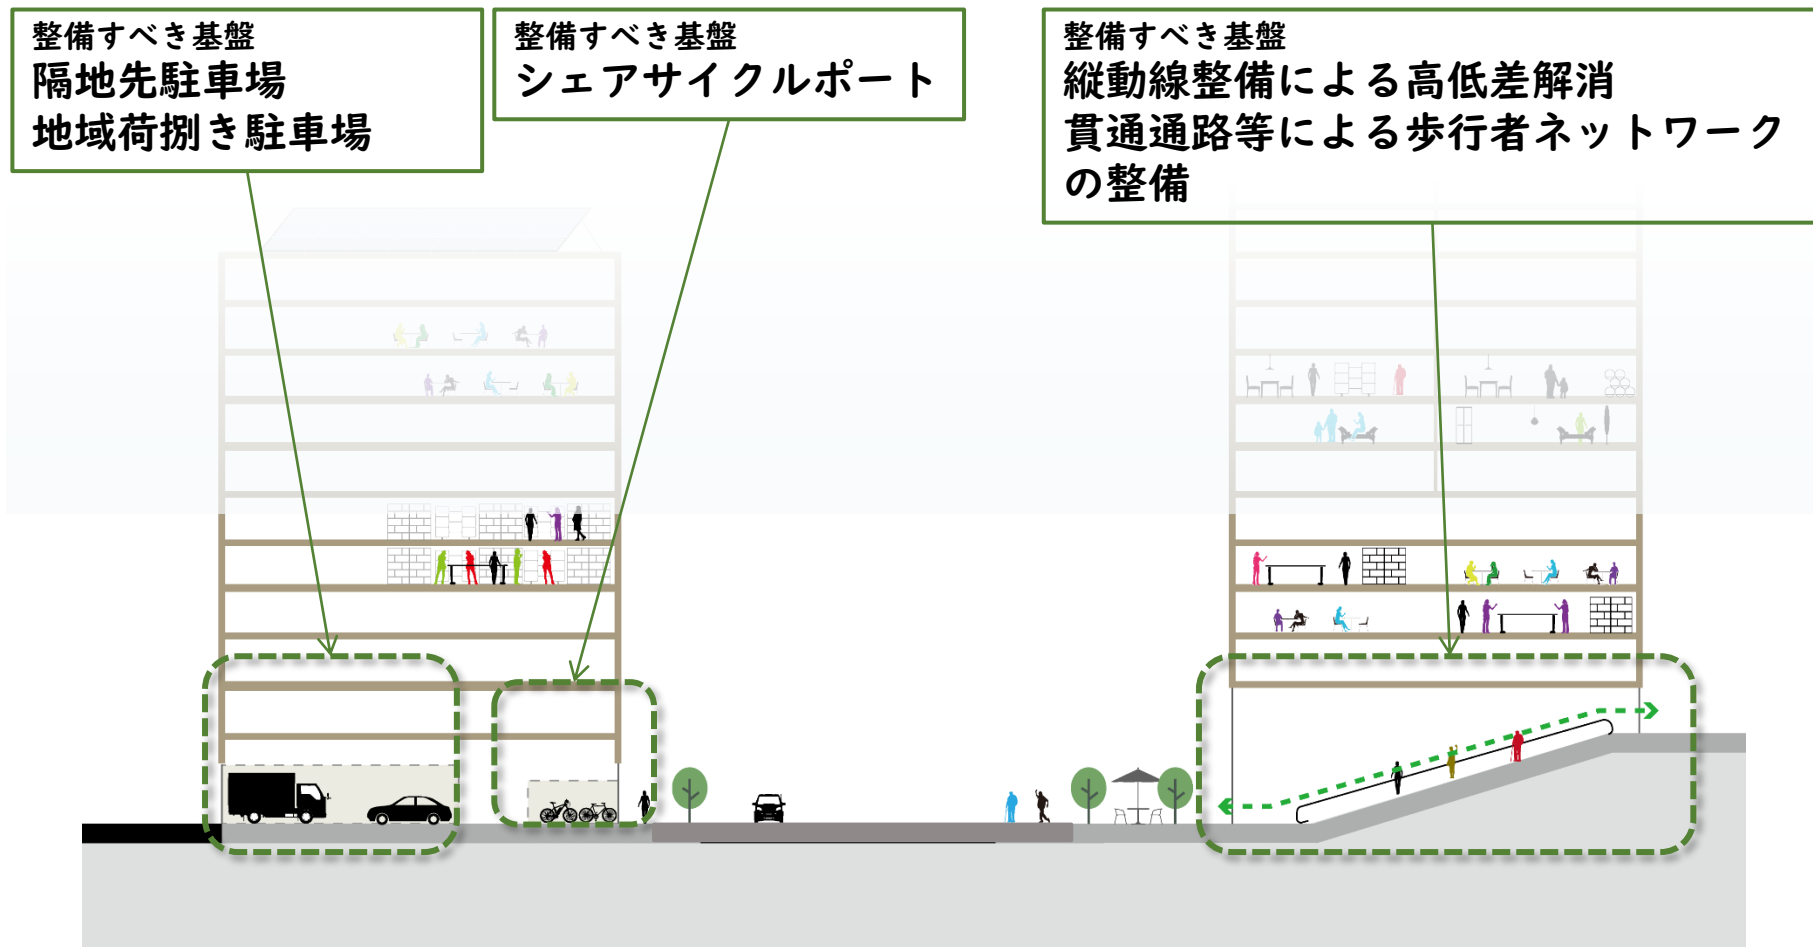 整備すべき基盤
隔地先駐車場
地域荷捌き駐車場
整備すべき基盤
シェアサイクルポート
整備すべき基盤
縦動線整備による高低差解消
貫通通路等による歩行者ネットワーク
の整備